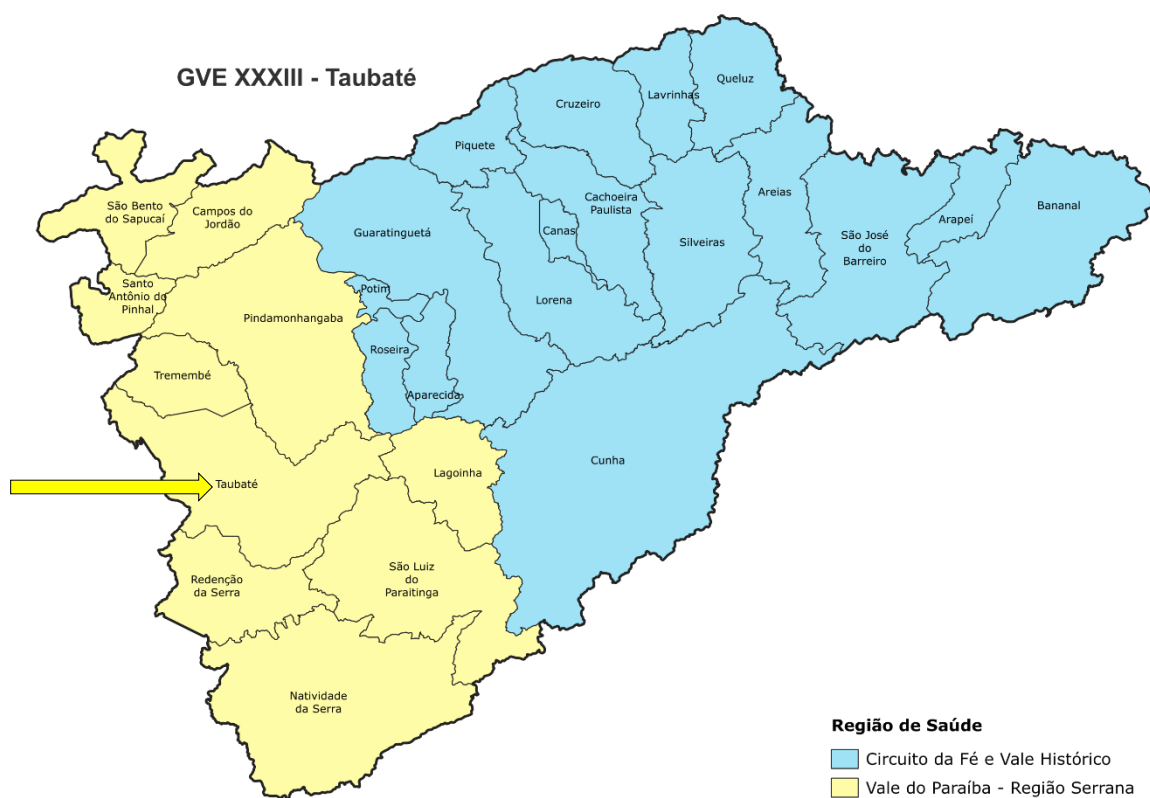 GVE XXXIII - Taubaté
Queluz
Lavrinhas
Cruzeiro
Piquete
São Bento
do Sapucaí
Campos do
Jordão
Guaratinguetá
Cachoeira
Paulista
Canas
Silveiras
Areias
São José
do
Barreiro
Arapeí
Bananal
Santo
Antônio do
Pinhal
Potim
Lorena
Pindamonhangaba
Roseira
Tremembé
Aparecida
Cunha
Lagoinha
Taubaté
São Luiz
do
Paraitinga
Redenção
da Serra
Natividade
da Serra
Região de Saúde
Circuito da Fé e Vale Histórico
Vale do Paraíba - Região Serrana